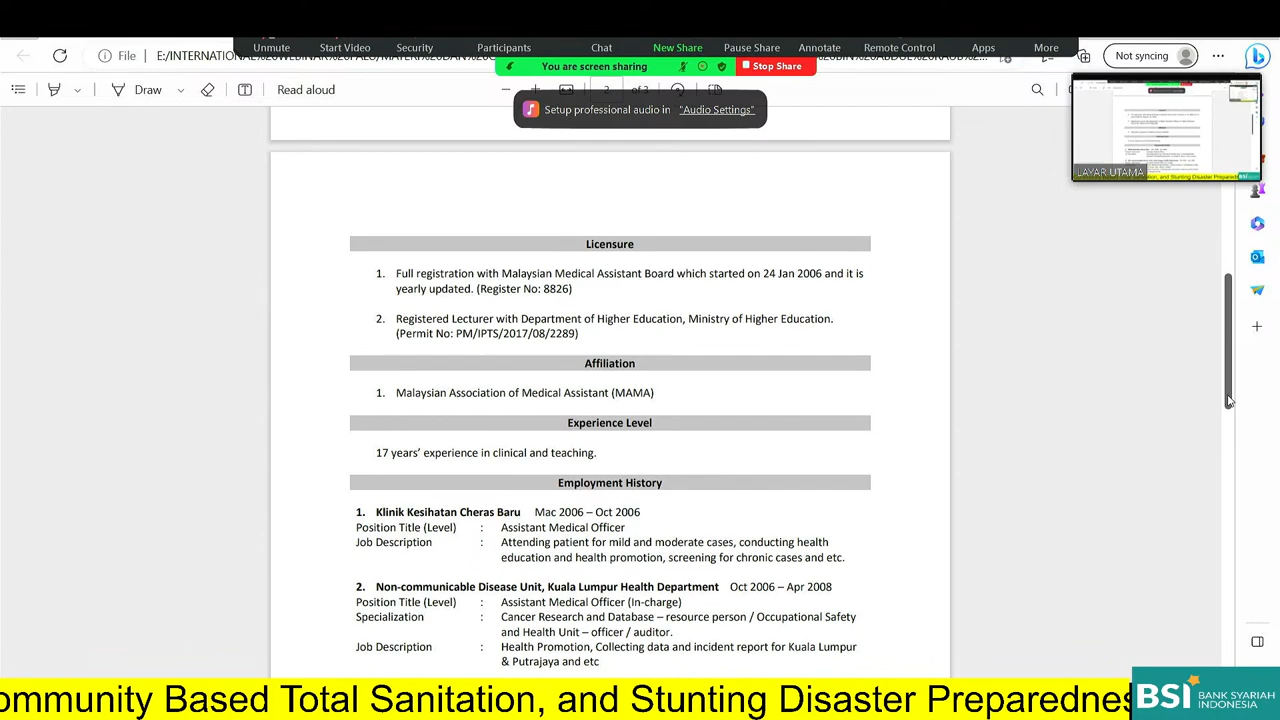 Unmute Start Video Security Participants Chat New Share Pause Share Annotate Remote Control Apps More
File
Not syncing
You are screen sharing Stop Share
Draw Read aloud 2 of 3
Setup professional audio in "Audio Settings"
LAYAR UTAMA
Licensure
1. Full registration with Malaysian Medical Assistant Board which started on 24 Jan 2006 and it is
yearly updated. (Register No: 8826)
2. Registered Lecturer with Department of Higher Education, Ministry of Higher Education.
(Permit No: PM/IPTS/2017/08/2289)
Affiliation
1. Malaysian Association of Medical Assistant (MAMA)
Experience Level
17 years' experience in clinical and teaching.
Employment History
1. Klinik Kesihatan Cheras Baru Mac 2006 – Oct 2006
Position Title (Level) : Assistant Medical Officer
Job Description : Attending patient for mild and moderate cases, conducting health
education and health promotion, screening for chronic cases and etc.
2. Non-communicable Disease Unit, Kuala Lumpur Health Department Oct 2006 – Apr 2008
Position Title (Level) : Assistant Medical Officer (In-charge)
Specialization : Cancer Research and Database – resource person / Occupational Safety
and Health Unit – officer / auditor.
Job Description : Health Promotion, Collecting data and incident report for Kuala Lumpur
& Putrajaya and etc
ommunity Based Total Sanitation, and Stunting Disaster Preparednes
BSI BANK SYARIAH
INDONESIA